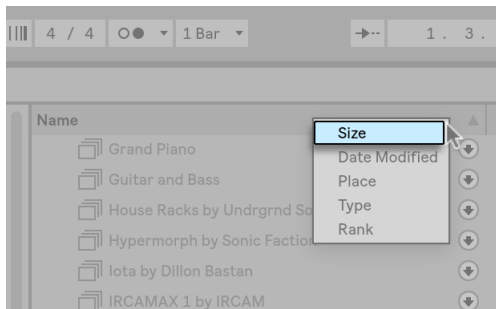 4 / 4 1 Bar 1 . 3 .
Name
Size
Date Modified
Place
Type
Rank
Grand Piano
Guitar and Bass
House Racks by Undrgrnd So
Hypermorph by Sonic Faction
Iota by Dillon Bastan
IRCAMAX 1 by IRCAM